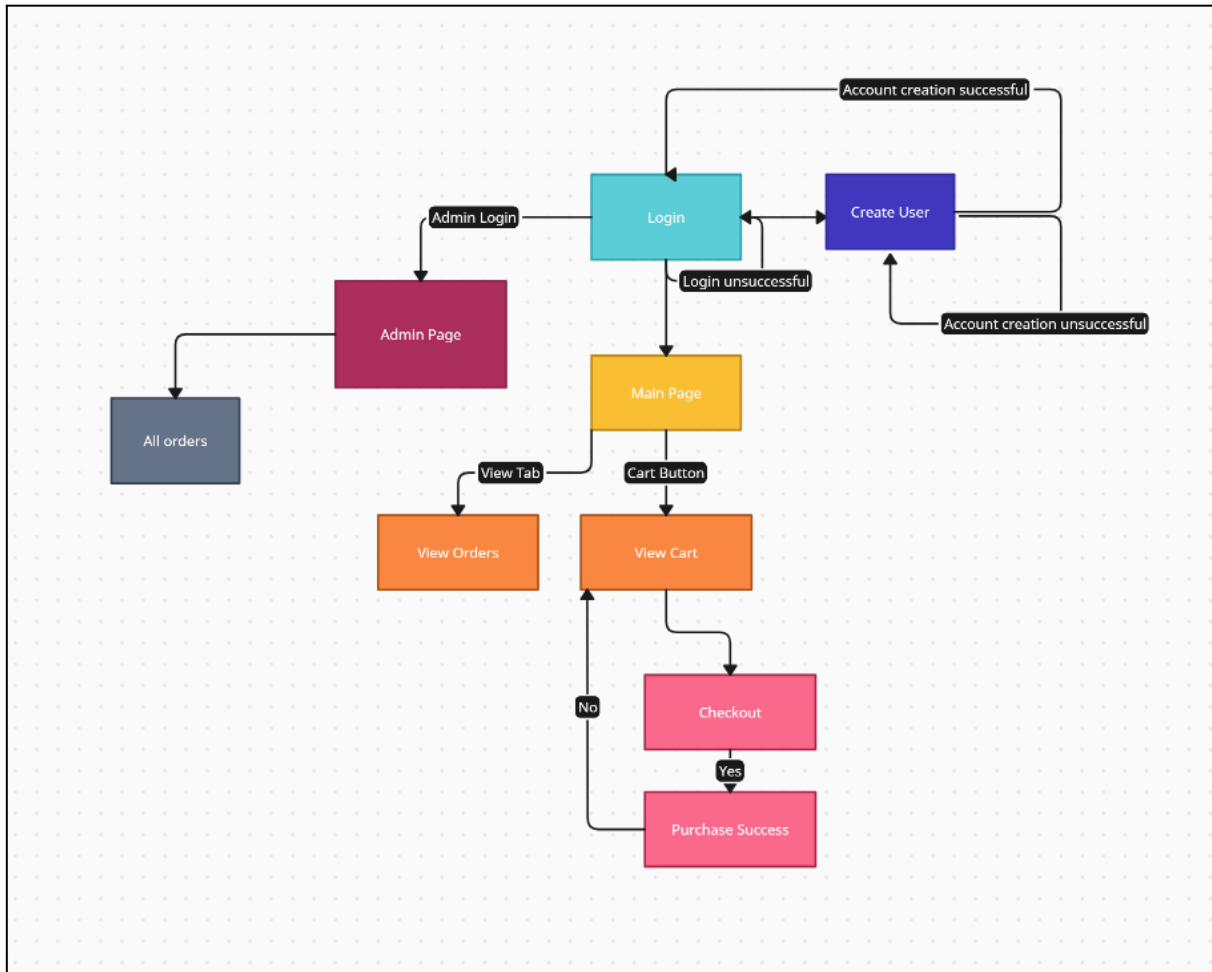 Account creation successful
Login
Create User
Admin Login
Login unsuccessful
Account creation unsuccessful
Admin Page
Main Page
All orders
View Tab
Cart Button
View Orders
View Cart
No
Checkout
Yes
Purchase Success